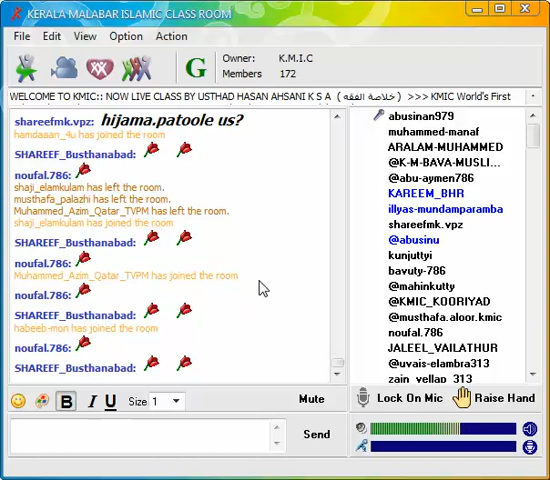 KERALA MALABAR ISLAMIC CLASS ROOM
File Edit View Option Action
G Owner: K.M.I.C
Members 172
WELCOME TO KMIC:: NOW LIVE CLASS BY USTHAD HASAN AHSANI K S A ( خلاصة الفقه ) >>> KMIC World's First
shareefmk.vpz: hijama.patoole us?
hamdaaan_4u has joined the room
SHAREEF_Busthanabad:
noufal.786:
shaji_elamkulam has left the room.
musthafa_palazhi has left the room.
Muhammed_Azim_Qatar_TVPM has left the room.
shaji_elamkulam has joined the room
SHAREEF_Busthanabad:
noufal.786:
Muhammed_Azim_Qatar_TVPM has joined the room
noufal.786:
SHAREEF_Busthanabad:
habeeb-mon has joined the room
noufal.786:
SHAREEF_Busthanabad:
abusinan979
muhammed-manaf
ARALAM-MUHAMMED
@K-M-BAVA-MUSLI...
@abu-aymen786
KAREEM_BHR
illyas-mundamparamba
shareefmk.vpz
@abusinu
kunjuttyi
bavuty-786
@mahinkutty
@KMIC_KOORIYAD
@musthafa.aloor.kmic
noufal.786
JALEEL_VAILATHUR
@uvais-elambra313
zain_vellap_313
B I U Size 1 Mute
Lock On Mic Raise Hand
Send